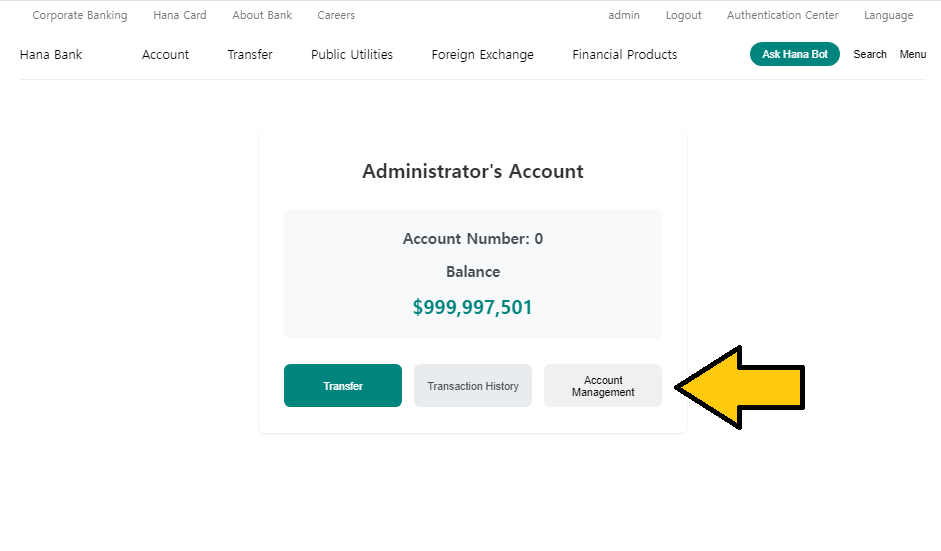 Corporate Banking Hana Card About Bank Careers admin Logout Authentication Center Language
Hana Bank Account Transfer Public Utilities Foreign Exchange Financial Products Ask Hana Bot Search Menu
Administrator's Account
Account Number: 0
Balance
$999,997,501
Transfer Transaction History Account
Management